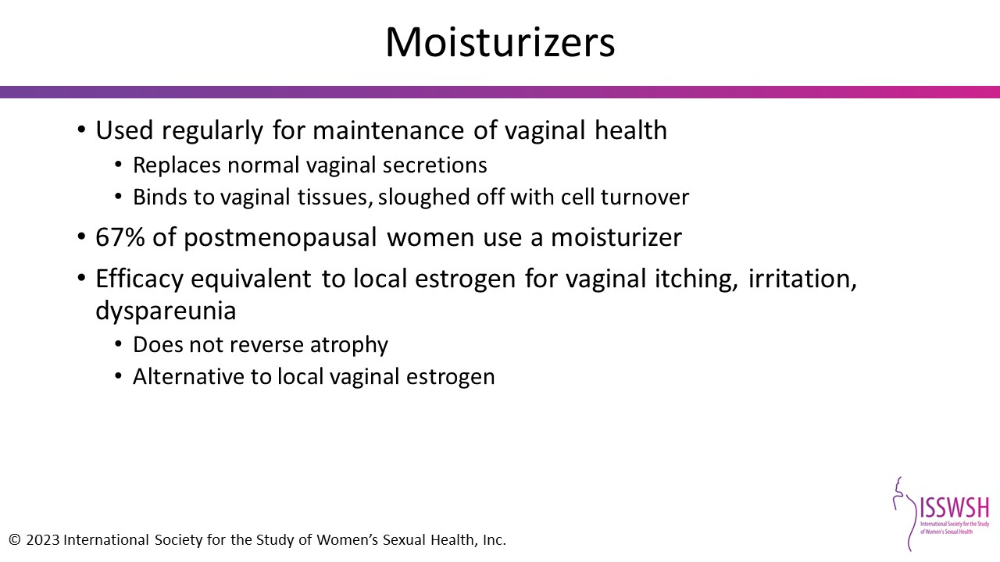 Moisturizers
• Used regularly for maintenance of vaginal health
• Replaces normal vaginal secretions
• Binds to vaginal tissues, sloughed off with cell turnover
• 67% of postmenopausal women use a moisturizer
• Efficacy equivalent to local estrogen for vaginal itching, irritation,
dyspareunia
• Does not reverse atrophy
• Alternative to local vaginal estrogen
ISSWSH
International Society for the Study
of Women's Sexual Health
© 2023 International Society for the Study of Women’s Sexual Health, Inc.